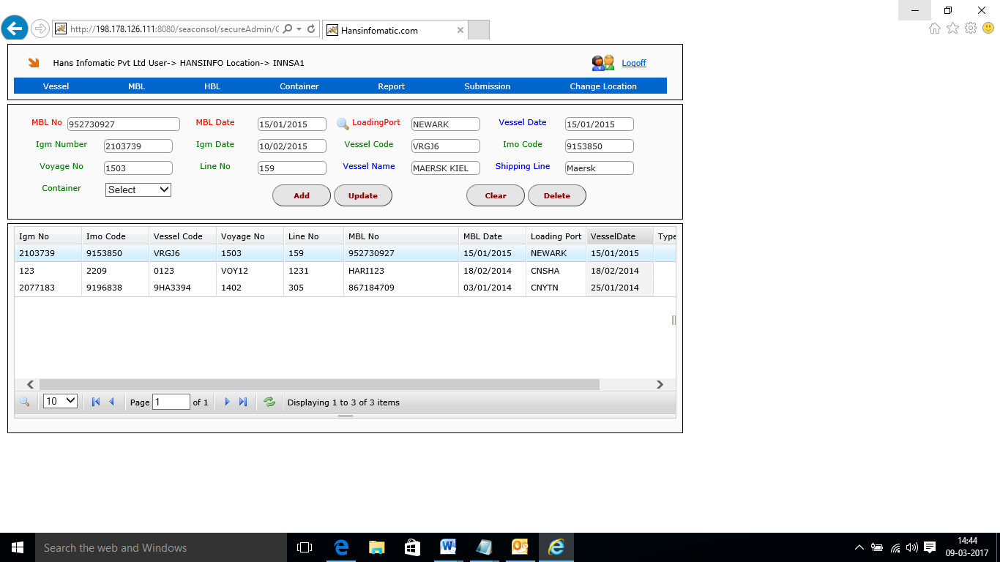 http://198.178.126.111:8080/seaconsol/secureAdmin/
Hansinfomatic.com
Hans Infomatic Pvt Ltd User-> HANSINFO Location-> INNSA1
Logoff
Vessel MBL HBL Container Report Submission Change Location
MBL No 952730927 MBL Date 15/01/2015 LoadingPort NEWARK Vessel Date 15/01/2015
Igm Number 2103739 Igm Date 10/02/2015 Vessel Code VRGJ6 Imo Code 9153850
Voyage No 1503 Line No 159 Vessel Name MAERSK KIEL Shipping Line Maersk
Container Select Add Update Clear Delete
Igm No Imo Code Vessel Code Voyage No Line No MBL No MBL Date Loading Port VesselDate Type
2103739 9153850 VRGJ6 1503 159 952730927 15/01/2015 NEWARK 15/01/2015
123 2209 0123 VOY12 1231 HARI123 18/02/2014 CNSHA 18/02/2014
2077183 9196838 9HA3394 1402 305 867184709 03/01/2014 CNYTN 25/01/2014
10 Page 1 of 1 Displaying 1 to 3 of 3 items
Search the web and Windows
14:44
09-03-2017